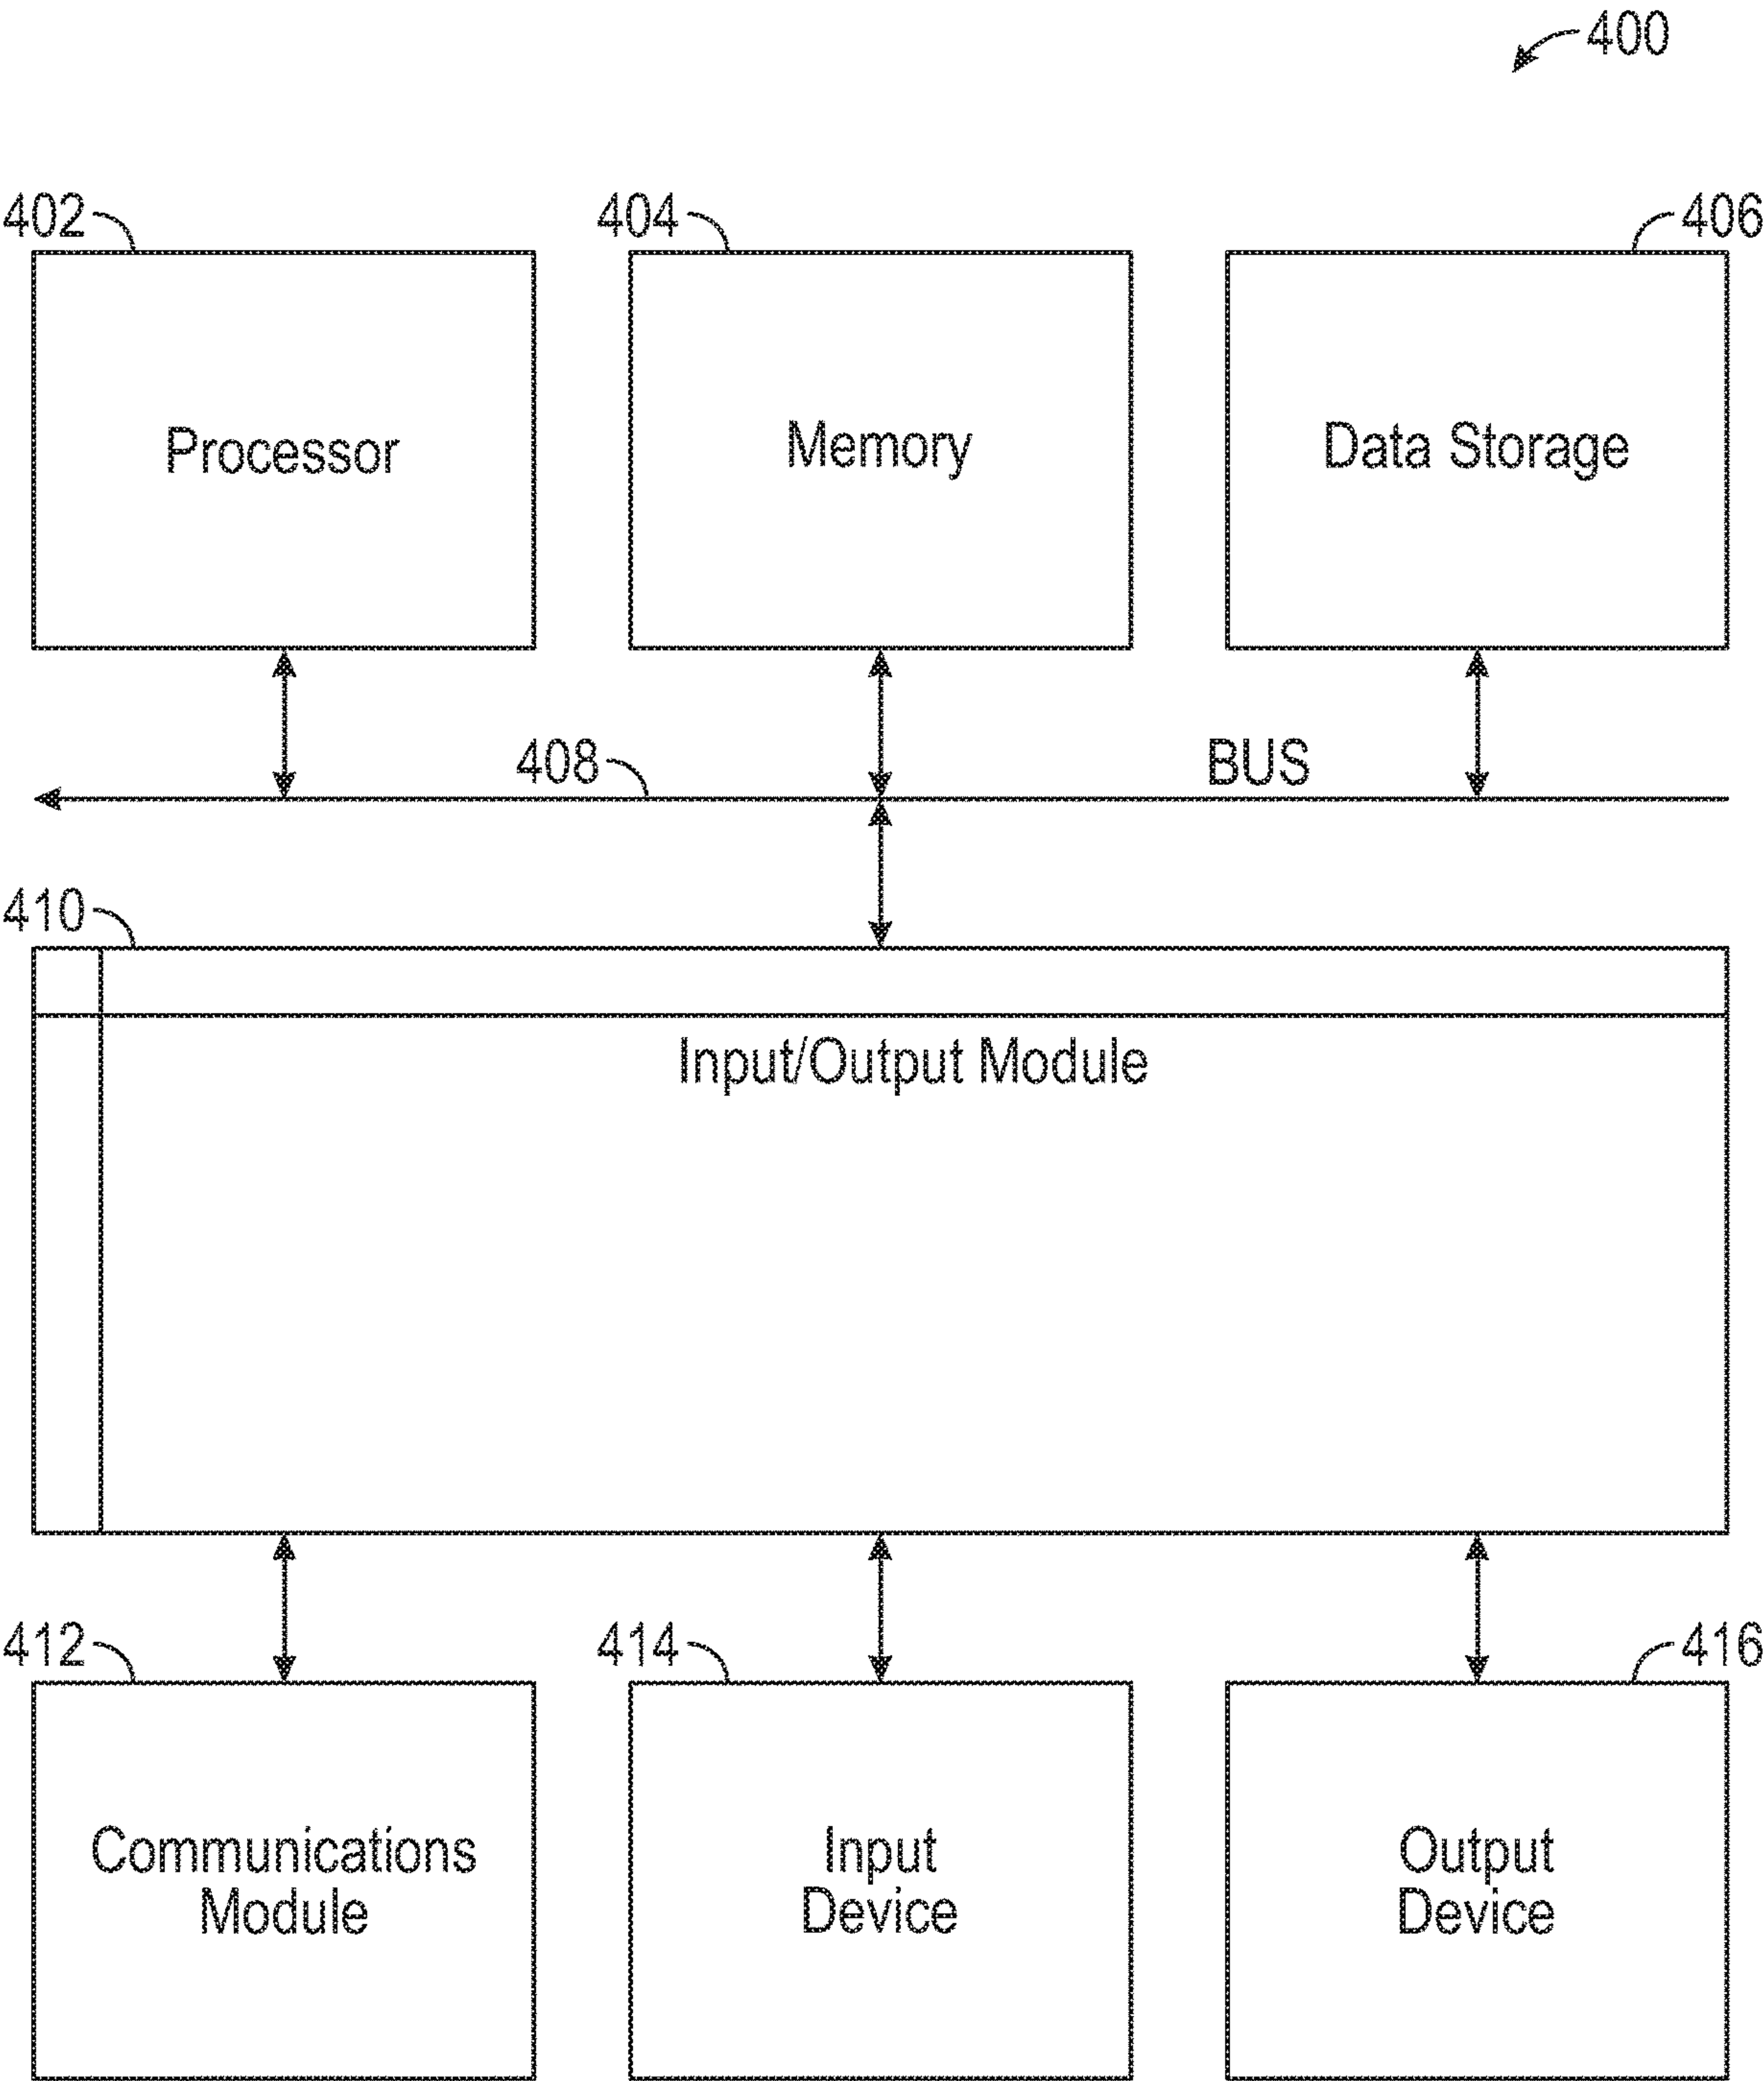 400
402
404
406
Processor
Memory
Data Storage
408
BUS
410
Input/Output Module
412
414
416
Communications
Module
Input
Device
Output
Device